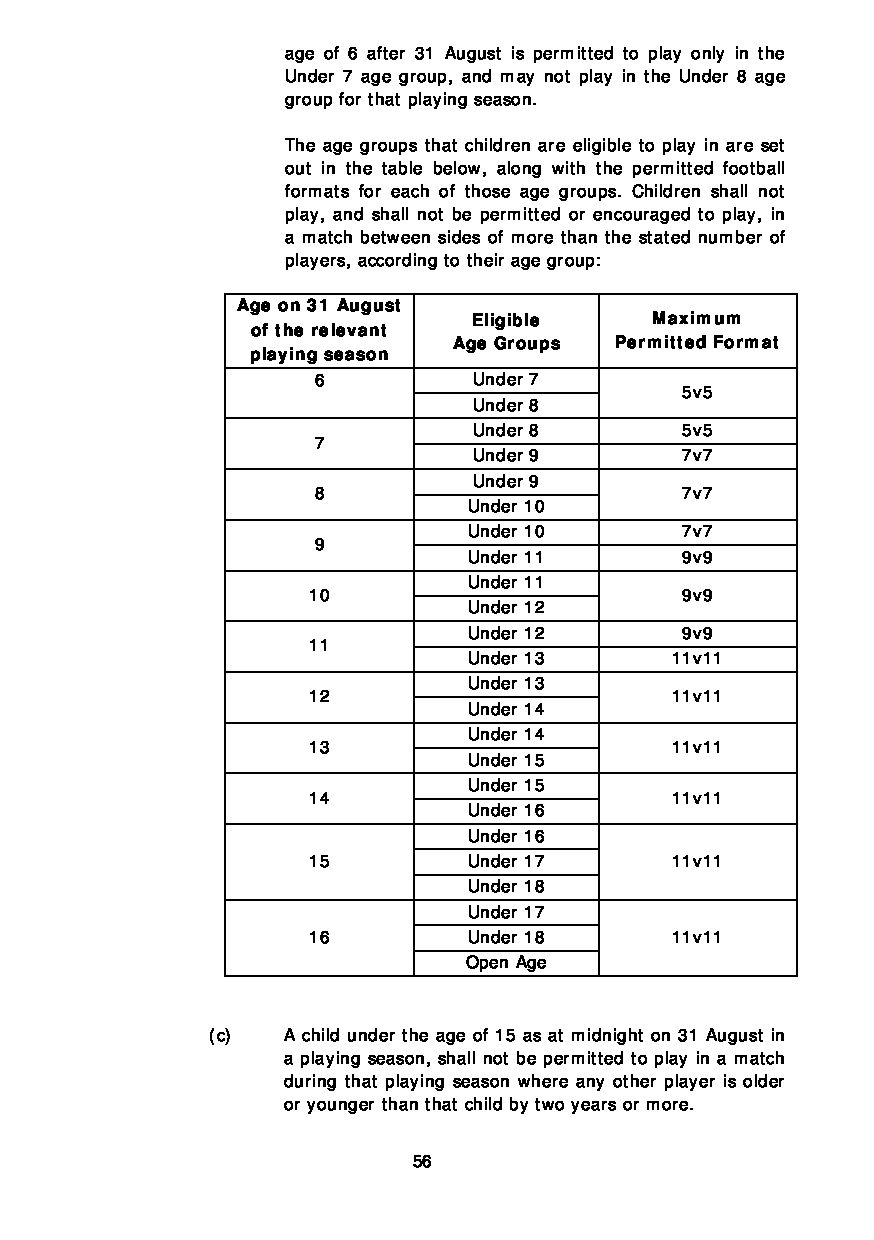 age of 6 after 31 August is permitted to play only in the
Under 7 age group, and may not play in the Under 8 age
group for that playing season.
The age groups that children are eligible to play in are set
out in the table below, along with the permitted football
formats for each of those age groups. Children shall not
play, and shall not be permitted or encouraged to play, in
a match between sides of more than the stated number of
players, according to their age group:
Age on 31 August
of the relevant
playing season
Eligible
Age Groups
Maximum
Permitted Format
6
Under 7
Under 8
5v5
7
Under 8
5v5
Under 9
7v7
8
Under 9
Under 10
7v7
9
Under 10
7v7
Under 11
9v9
10
Under 11
Under 12
9v9
11
Under 12
9v9
Under 13
11v11
12
Under 13
Under 14
11v11
13
Under 14
Under 15
11v11
14
Under 15
Under 16
11v11
15
Under 16
Under 17
Under 18
11v11
16
Under 17
Under 18
Open Age
11v11
(c) A child under the age of 15 as at midnight on 31 August in
a playing season, shall not be permitted to play in a match
during that playing season where any other player is older
or younger than that child by two years or more.
56